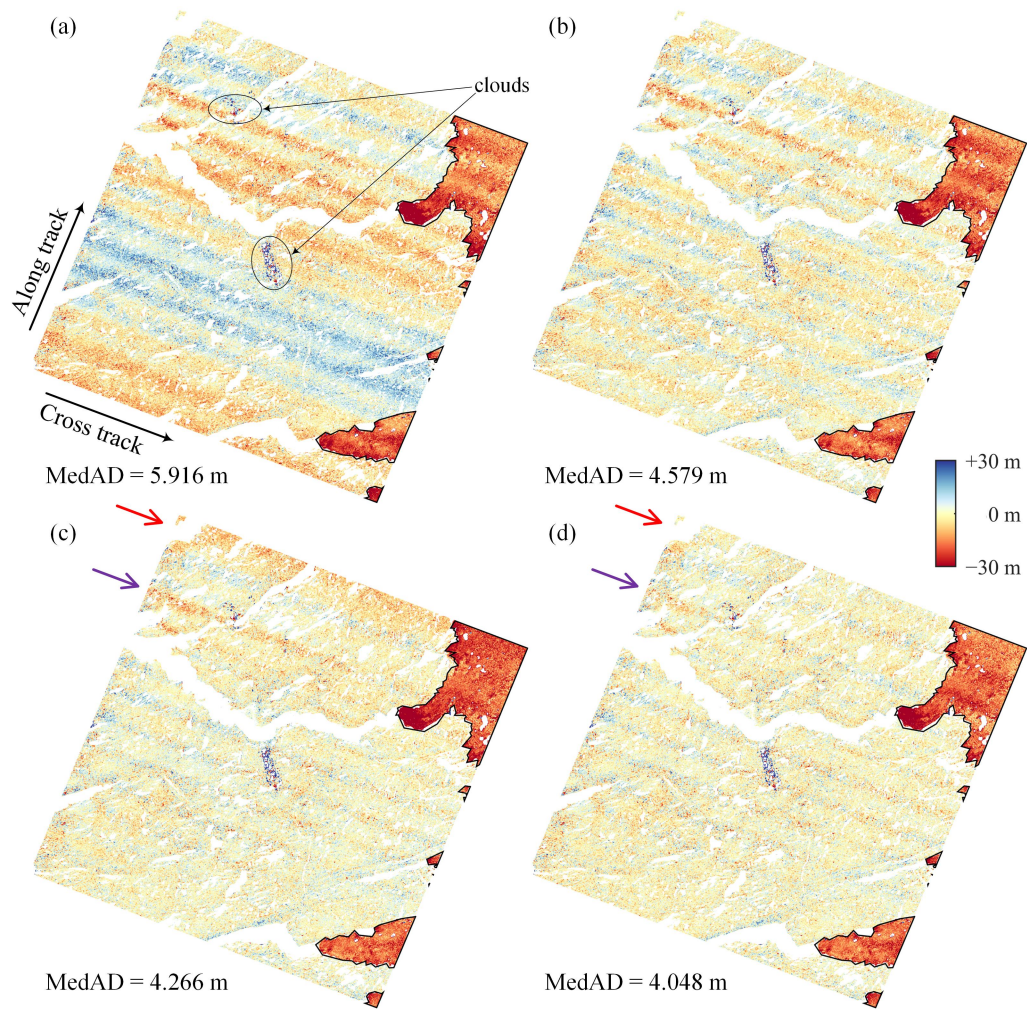 (a)
(b)
clouds
Along track
Cross track
MedAD = 5.916 m
MedAD = 4.579 m
+30 m
0 m
−30 m
(c)
(d)
MedAD = 4.266 m
MedAD = 4.048 m